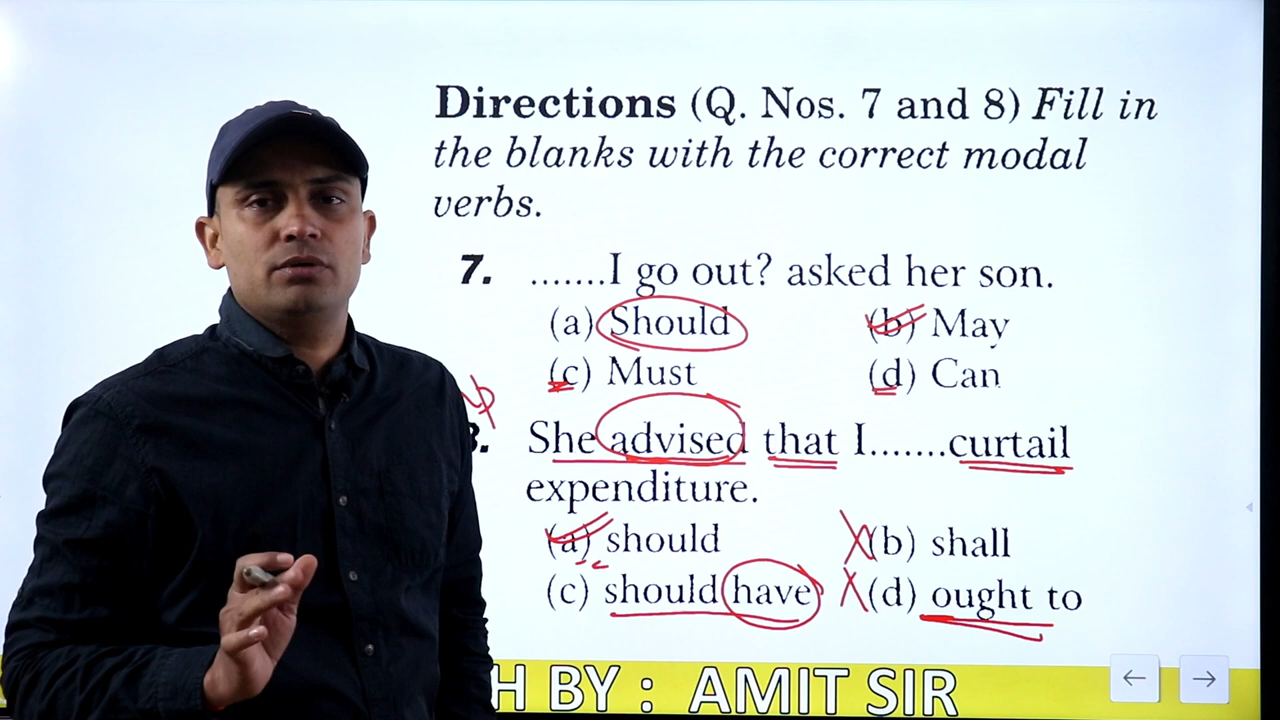 Directions (Q. Nos. 7 and 8) Fill in
the blanks with the correct modal
verbs.
7. .......I go out? asked her son.
(a) Should (b) May
(c) Must (d) Can
8. She advised that I.......curtail
expenditure.
(a) should (b) shall
(c) should have (d) ought to
H BY : AMIT SIR